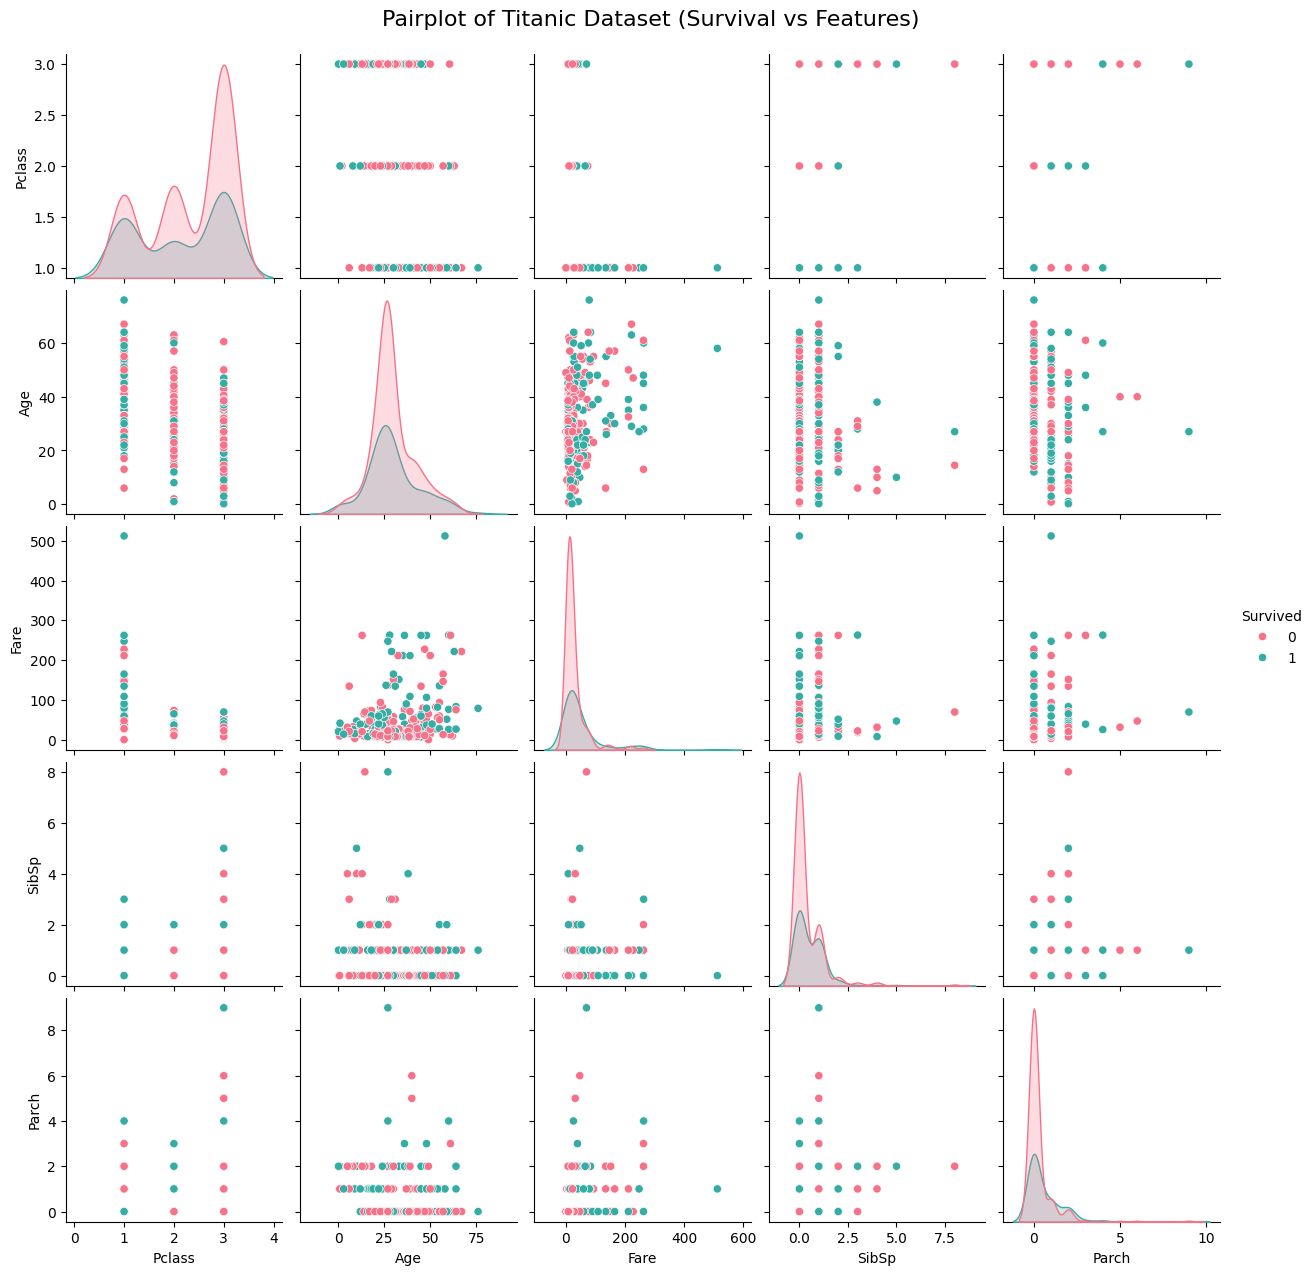 Pairplot of Titanic Dataset (Survival vs Features)
3.0
2.5
2.0
1.5
1.0
Pclass
60
40
20
0
Age
500
400
300
200
100
0
Fare
Survived
0
1
8
6
4
2
0
SibSp
8
6
4
2
0
Parch
0 1 2 3 4
0 25 50 75
0 200 400 600
0.0 2.5 5.0 7.5
0 5 10
Pclass
Age
Fare
SibSp
Parch